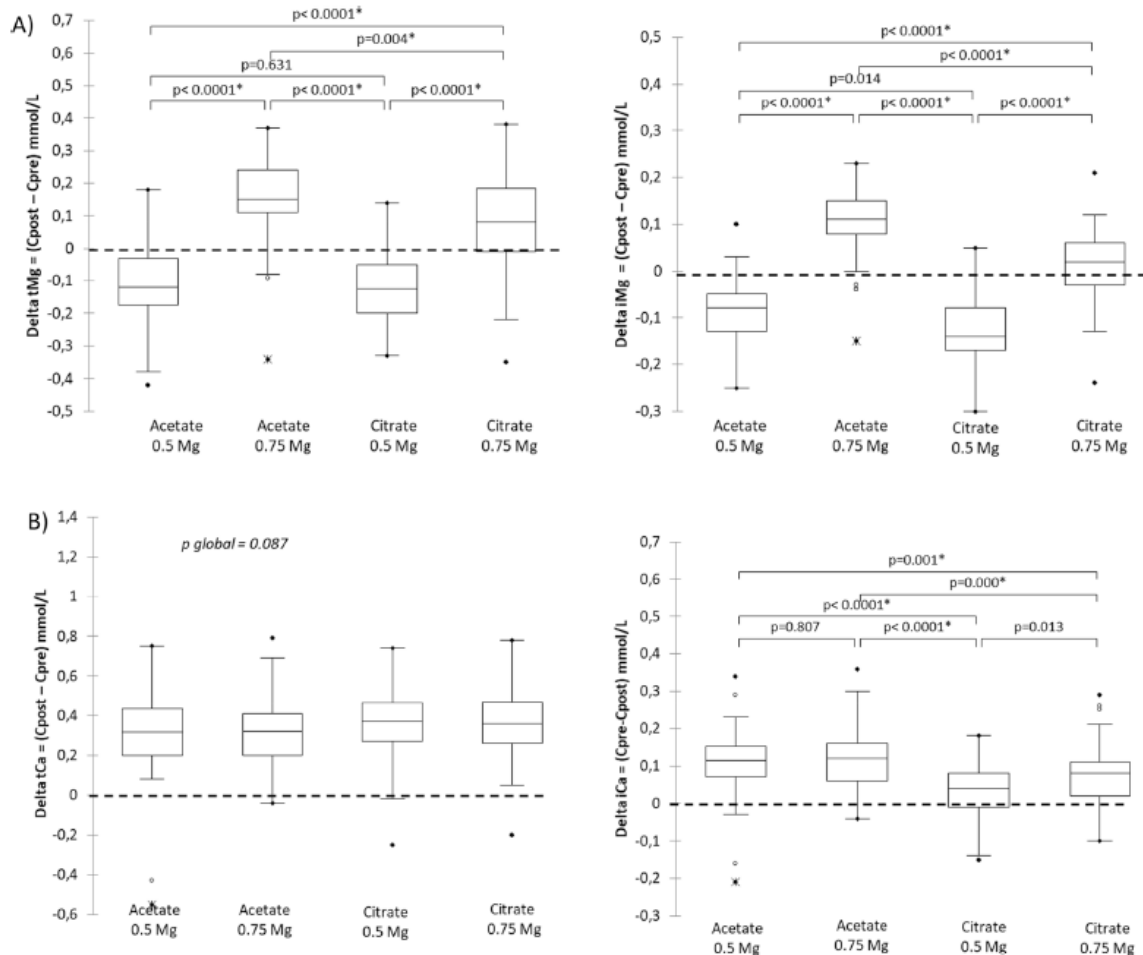 A)
Delta tMg = (Cpost – Cpre) mmol/L
0,7
0,6
0,5
0,4
0,3
0,2
0,1
0
-0,1
-0,2
-0,3
-0,4
-0,5
p< 0.0001*
p=0.004*
p=0.631
p< 0.0001*
p< 0.0001*
p< 0.0001*
Acetate
0.5 Mg
Acetate
0.75 Mg
Citrate
0.5 Mg
Citrate
0.75 Mg
Delta iMg = (Cpost – Cpre) mmol/L
0,5
0,4
0,3
0,2
0,1
0
-0,1
-0,2
-0,3
p< 0.0001*
p< 0.0001*
p=0.014
p< 0.0001*
p< 0.0001*
p< 0.0001*
Acetate
0.5 Mg
Acetate
0.75 Mg
Citrate
0.5 Mg
Citrate
0.75 Mg
B)
Delta tCa = (Cpost – Cpre) mmol/L
1,4
1,2
1
0,8
0,6
0,4
0,2
0
-0,2
-0,4
-0,6
p global = 0.087
Acetate
0.5 Mg
Acetate
0.75 Mg
Citrate
0.5 Mg
Citrate
0.75 Mg
Delta iCa = (Cpre-Cpost) mmol/L
0,7
0,6
0,5
0,4
0,3
0,2
0,1
0
-0,1
-0,2
-0,3
p=0.001*
p=0.000*
p< 0.0001*
p=0.807
p< 0.0001*
p=0.013
Acetate
0.5 Mg
Acetate
0.75 Mg
Citrate
0.5 Mg
Citrate
0.75 Mg